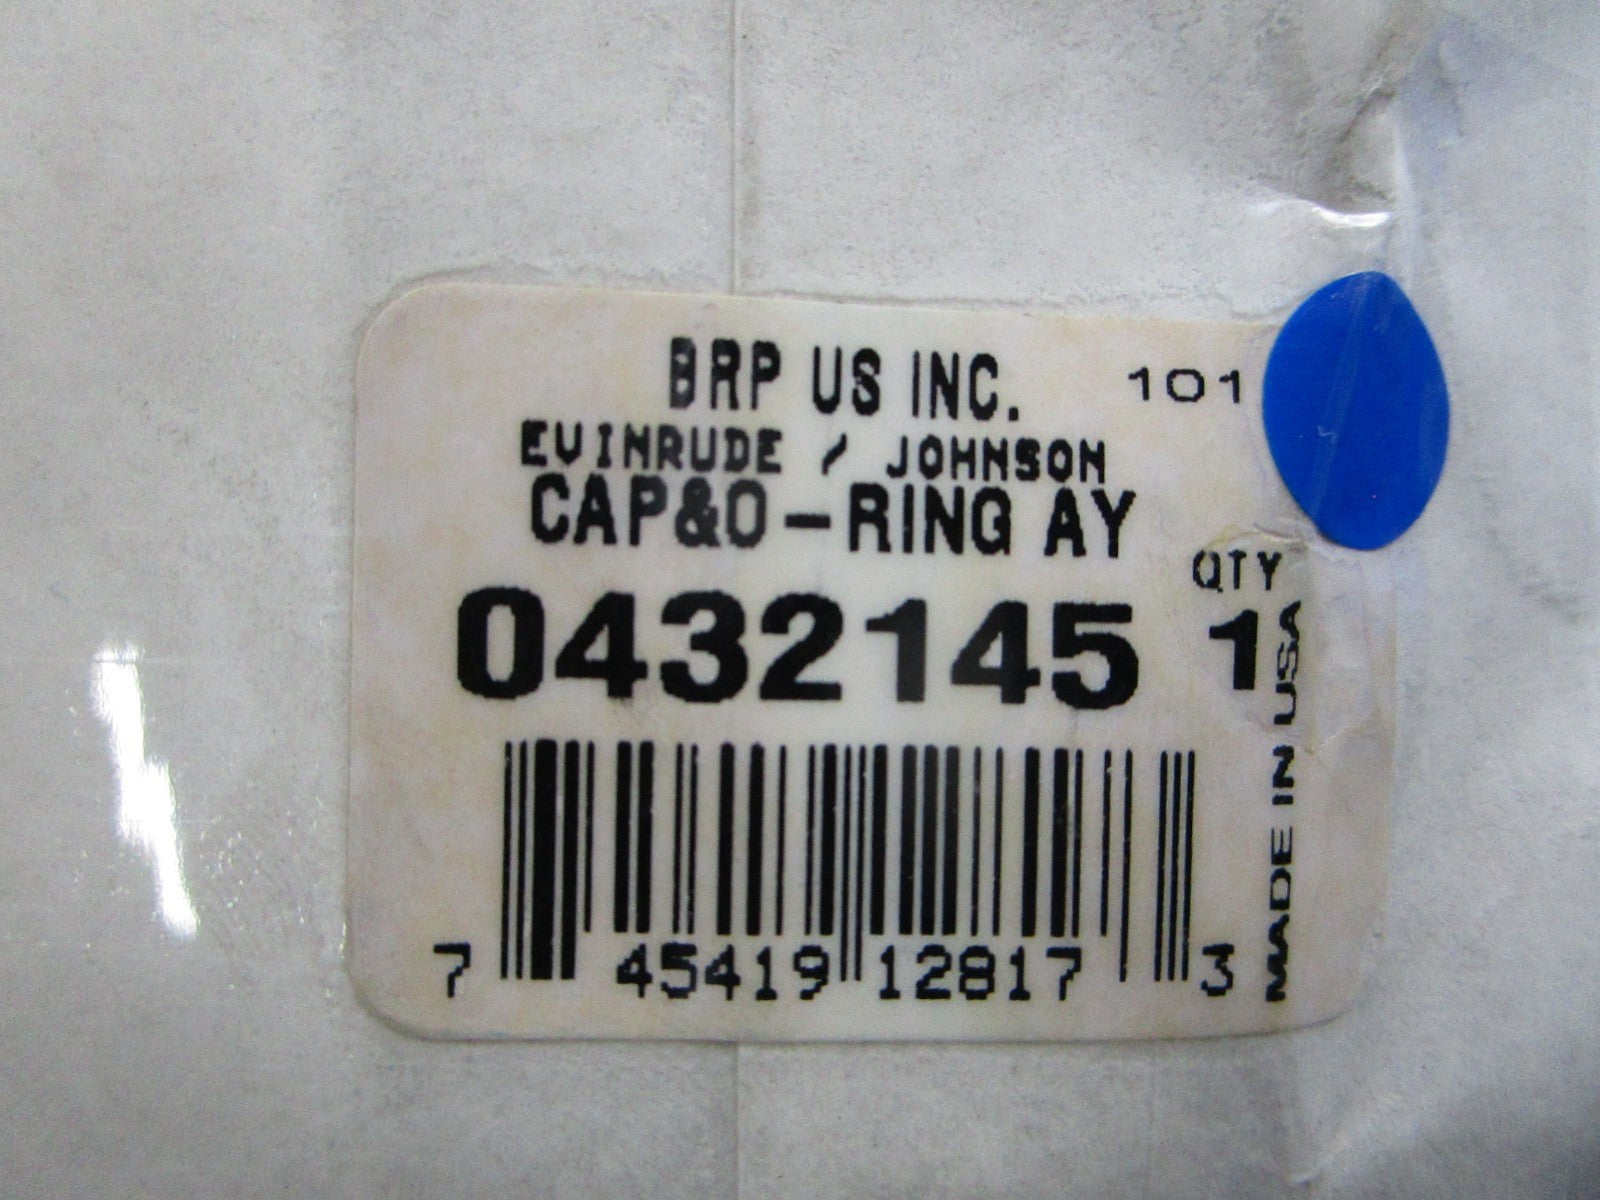 BRP US INC. 101
EVINRUDE / JOHNSON
CAP&O-RING AY
QTY
0432145 1
MADE IN USA
7 45419 12817 3